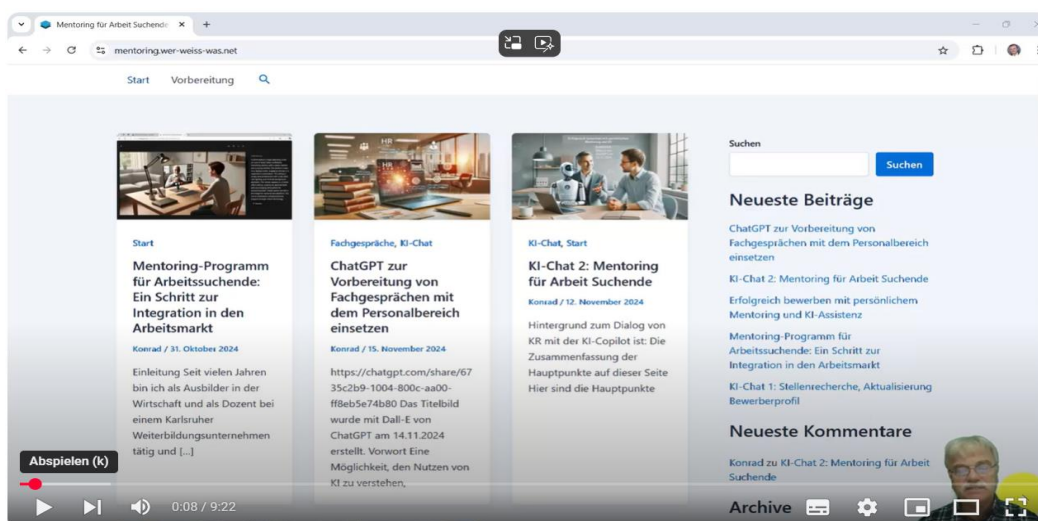 Mentoring für Arbeit Suchende
mentoring.wer-weiss-was.net
Start Vorbereitung
Start
Mentoring-Programm
für Arbeitssuchende:
Ein Schritt zur
Integration in den
Arbeitsmarkt
Konrad / 31. Oktober 2024
Einleitung Seit vielen Jahren
bin ich als Ausbilder in der
Wirtschaft und als Dozent bei
einem Karlsruher
Weiterbildungsunternehmen
tätig und [...]
HR
HR
Fachgespräche, KI-Chat
ChatGPT zur
Vorbereitung von
Fachgesprächen mit
dem Personalbereich
einsetzen
Konrad / 15. November 2024
https://chatgpt.com/share/67
35c2b9-1004-800c-aa00-
ff8eb5e74b80 Das Titelbild
wurde mit Dall-E von
ChatGPT am 14.11.2024
erstellt. Vorwort Eine
Möglichkeit, den Nutzen von
KI zu verstehen,
KI-Chat, Start
KI-Chat 2: Mentoring
für Arbeit Suchende
Konrad / 12. November 2024
Hintergrund zum Dialog von
KR mit der KI-Copilot ist: Die
Zusammenfassung der
Hauptpunkte auf dieser Seite
Hier sind die Hauptpunkte
Suchen
Suchen
Neueste Beiträge
ChatGPT zur Vorbereitung von
Fachgesprächen mit dem Personalbereich
einsetzen
KI-Chat 2: Mentoring für Arbeit Suchende
Erfolgreich bewerben mit persönlichem
Mentoring und KI-Assistenz
Mentoring-Programm für
Arbeitssuchende: Ein Schritt zur
Integration in den Arbeitsmarkt
KI-Chat 1: Stellenrecherche, Aktualisierung
Bewerberprofil
Neueste Kommentare
Konrad zu KI-Chat 2: Mentoring für Arbeit
Suchende
Archive
Abspielen (k)
0:08 / 9:22